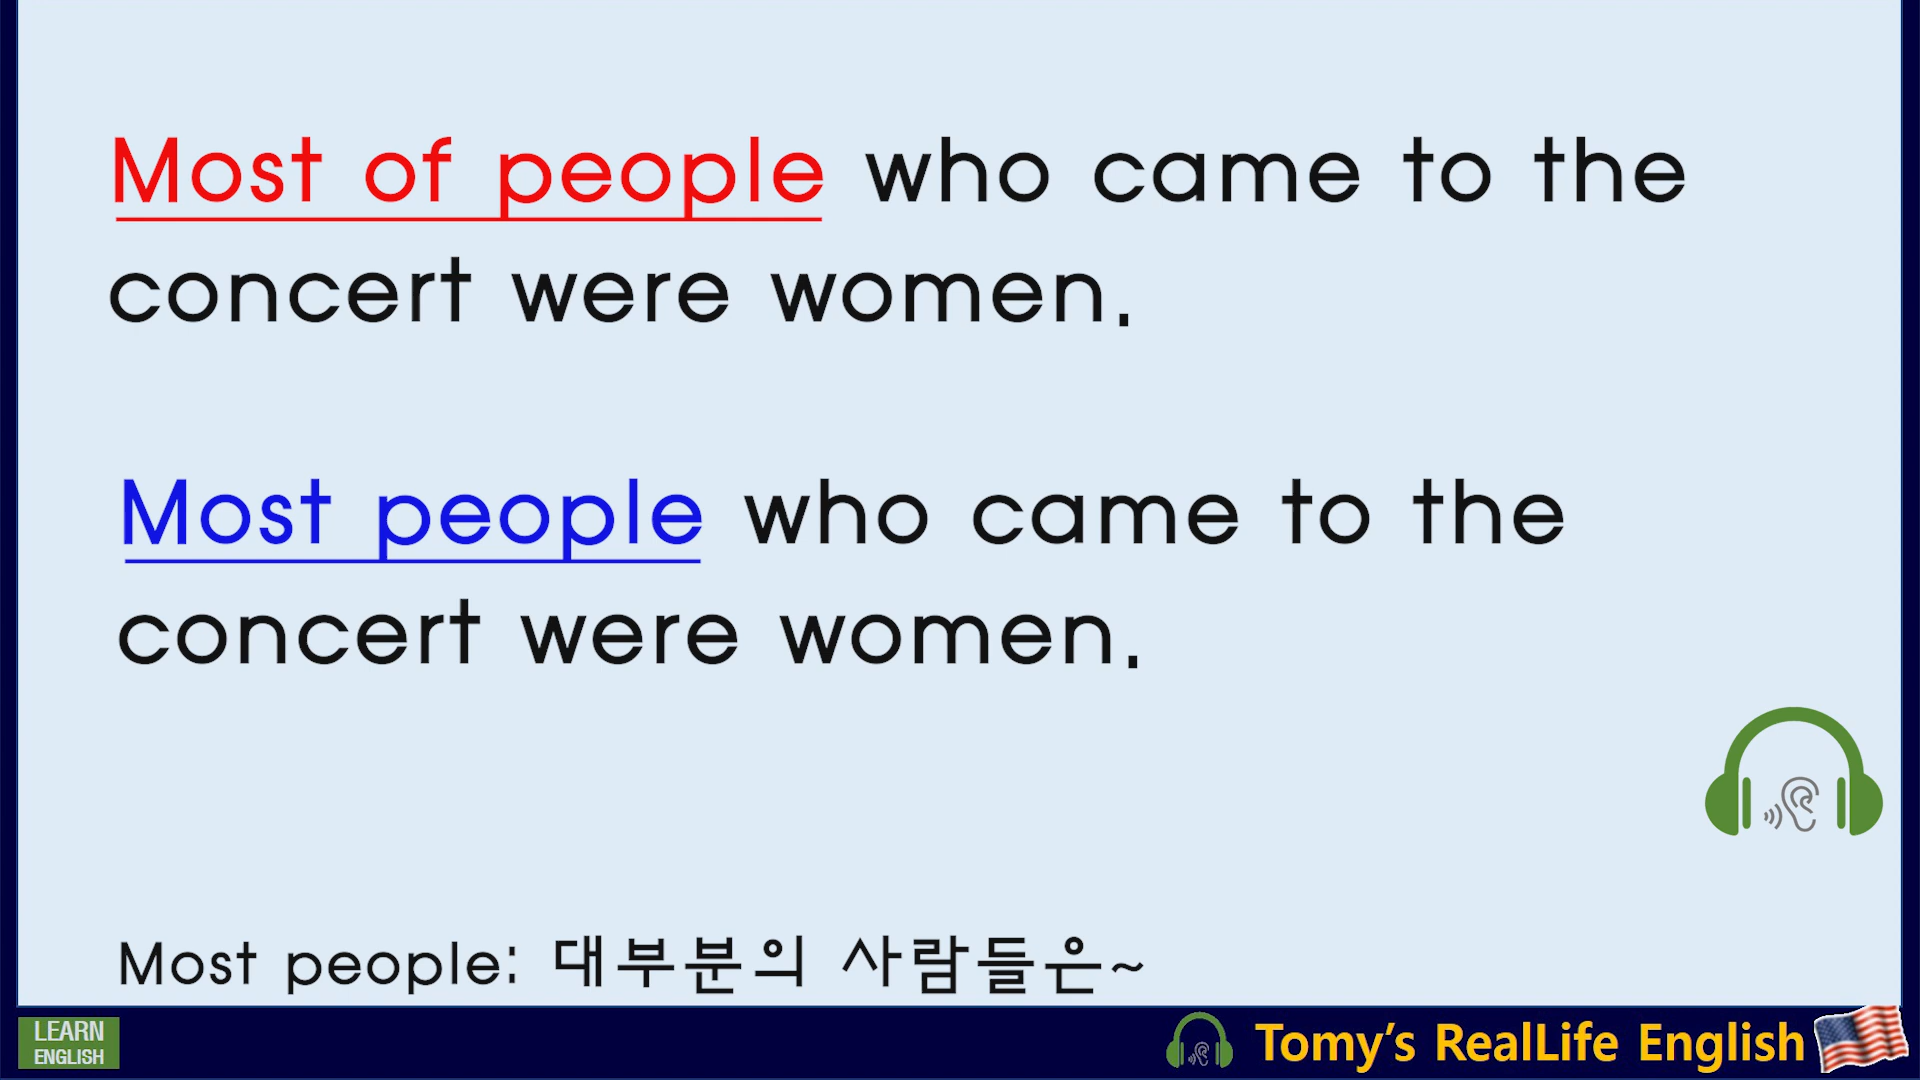 Most of people who came to the
concert were women.
Most people who came to the
concert were women.
Most people: 대부분의 사람들은~
LEARN
ENGLISH
Tomy's RealLife English